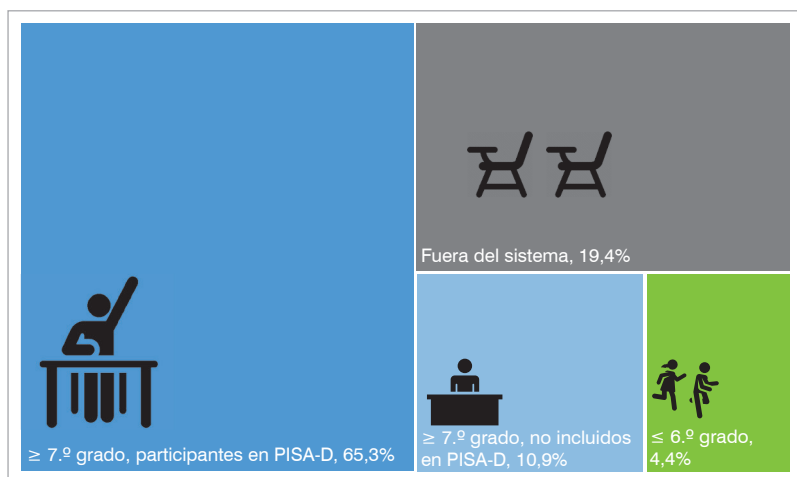 Fuera del sistema, 19,4%
≥ 7.º grado, participantes en PISA-D, 65,3%
≥ 7.º grado, no incluidos
en PISA-D, 10,9%
≤ 6.º grado,
4,4%